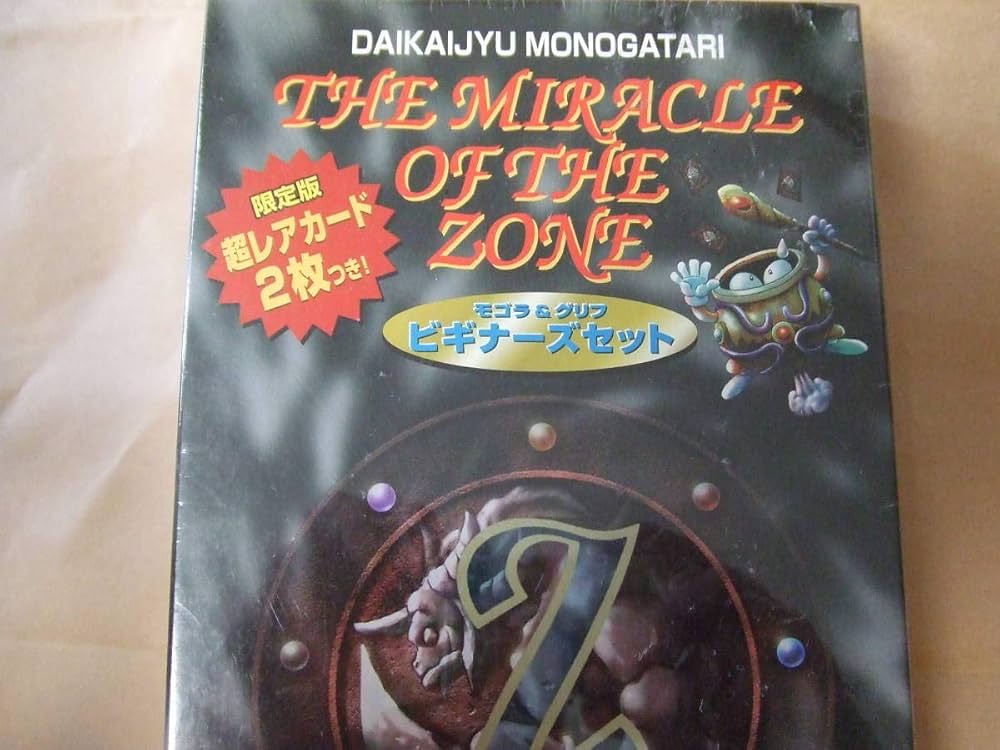 DAIKAIJYU MONOGATARI
THE MIRACLE
OF THE
ZONE
限定版
超レアカード
2枚つき!
モゴラ & グリフ
ビギナーズセット
Z